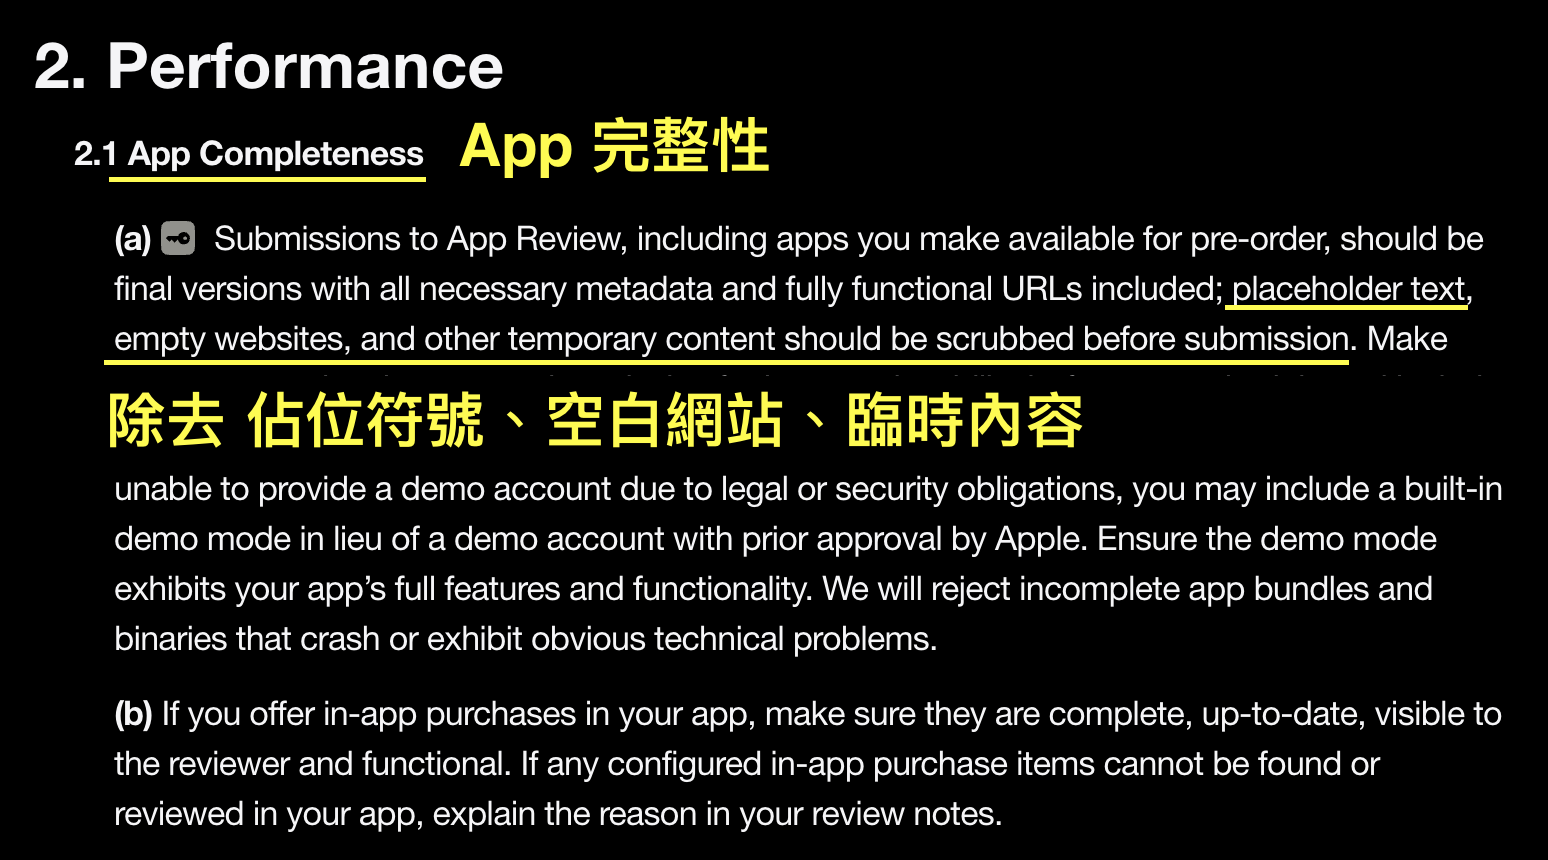 2. Performance
2.1 App Completeness App 完整性
(a) Submissions to App Review, including apps you make available for pre-order, should be
final versions with all necessary metadata and fully functional URLs included; placeholder text,
empty websites, and other temporary content should be scrubbed before submission. Make
除去 佔位符號、空白網站、臨時內容
unable to provide a demo account due to legal or security obligations, you may include a built-in
demo mode in lieu of a demo account with prior approval by Apple. Ensure the demo mode
exhibits your app’s full features and functionality. We will reject incomplete app bundles and
binaries that crash or exhibit obvious technical problems.
(b) If you offer in-app purchases in your app, make sure they are complete, up-to-date, visible to
the reviewer and functional. If any configured in-app purchase items cannot be found or
reviewed in your app, explain the reason in your review notes.